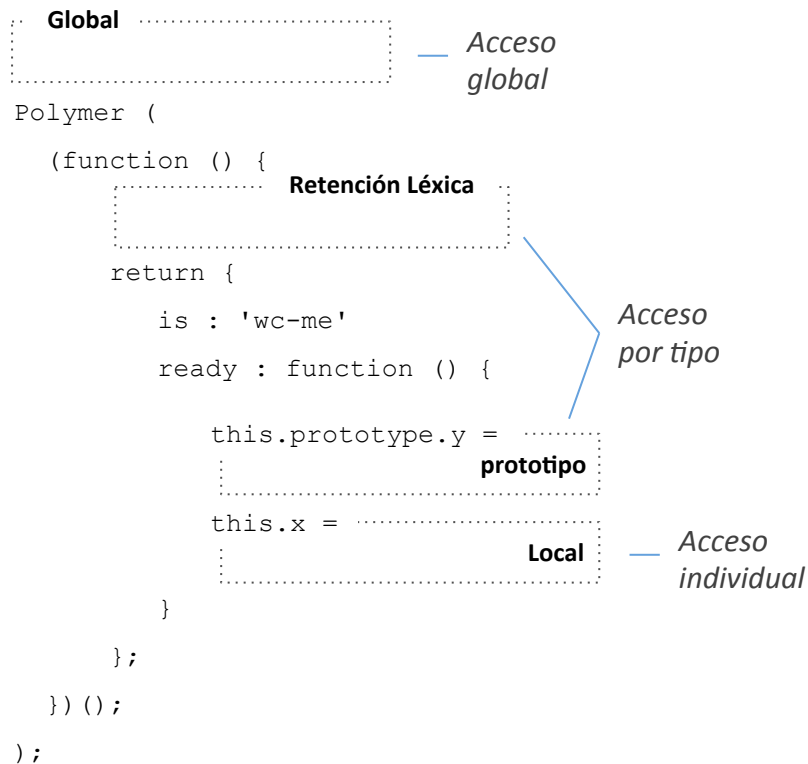 Global
Acceso
global
Polymer (
(function () {
Retención Léxica
return {
is : 'wc-me'
ready : function () {
Acceso
por tipo
this.prototype.y =
prototipo
this.x =
Local
Acceso
individual
}
};
})();
);